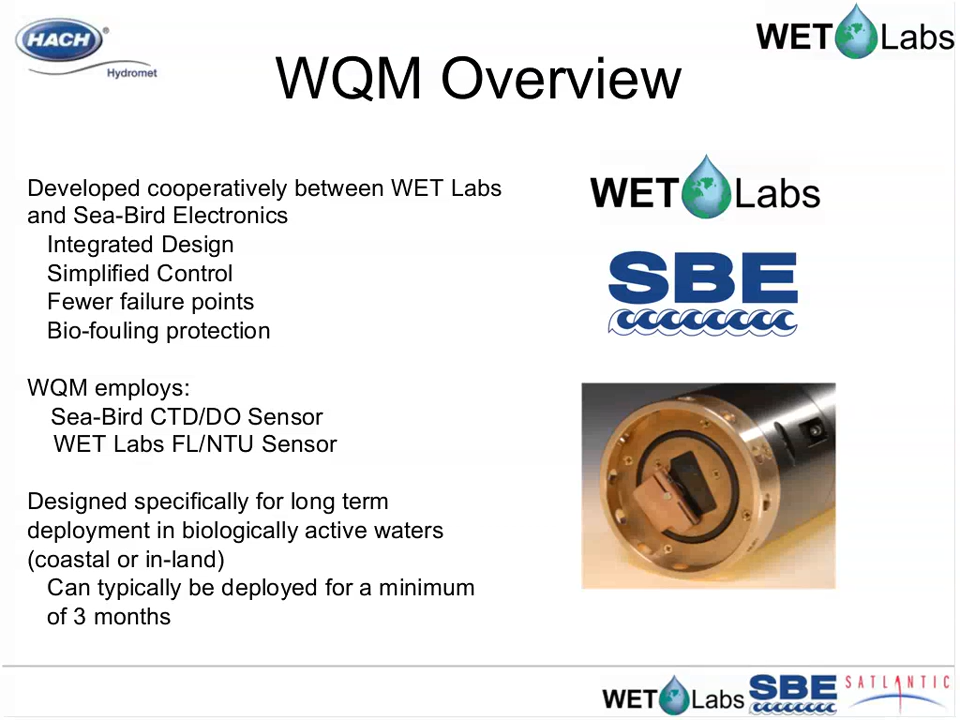 HACH
Hydromet
WET Labs
WQM Overview
Developed cooperatively between WET Labs
and Sea-Bird Electronics
Integrated Design
Simplified Control
Fewer failure points
Bio-fouling protection
WQM employs:
Sea-Bird CTD/DO Sensor
WET Labs FL/NTU Sensor
Designed specifically for long term
deployment in biologically active waters
(coastal or in-land)
Can typically be deployed for a minimum
of 3 months
WET Labs
SBE
WET Labs
SBE
SATLANTIC